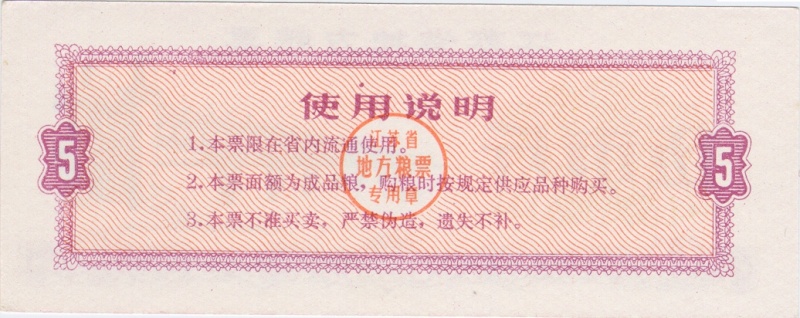 使用说明
1.本票限在省内流通使用。
2.本票面额为成品粮，购粮时按规定供应品种购买。
3.本票不准买卖，严禁伪造，遗失不补。
江苏省
地方粮票
专用章
5
5